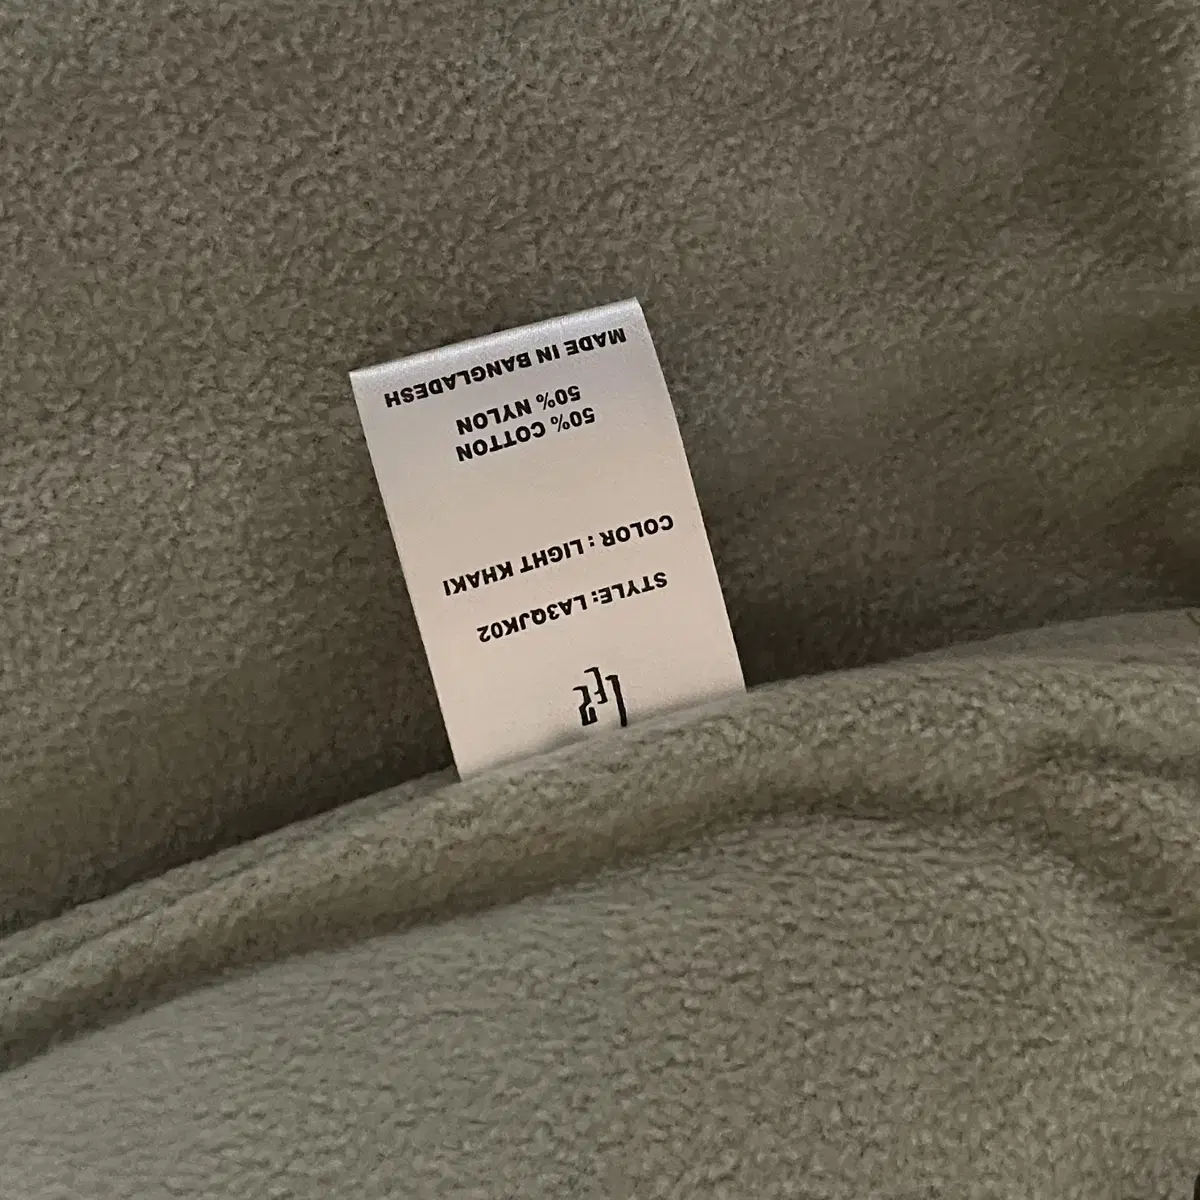 STYLE: LA3QJK02
COLOR : LIGHT KHAKI
50% COTTON
50% NYLON
MADE IN BANGLADESH